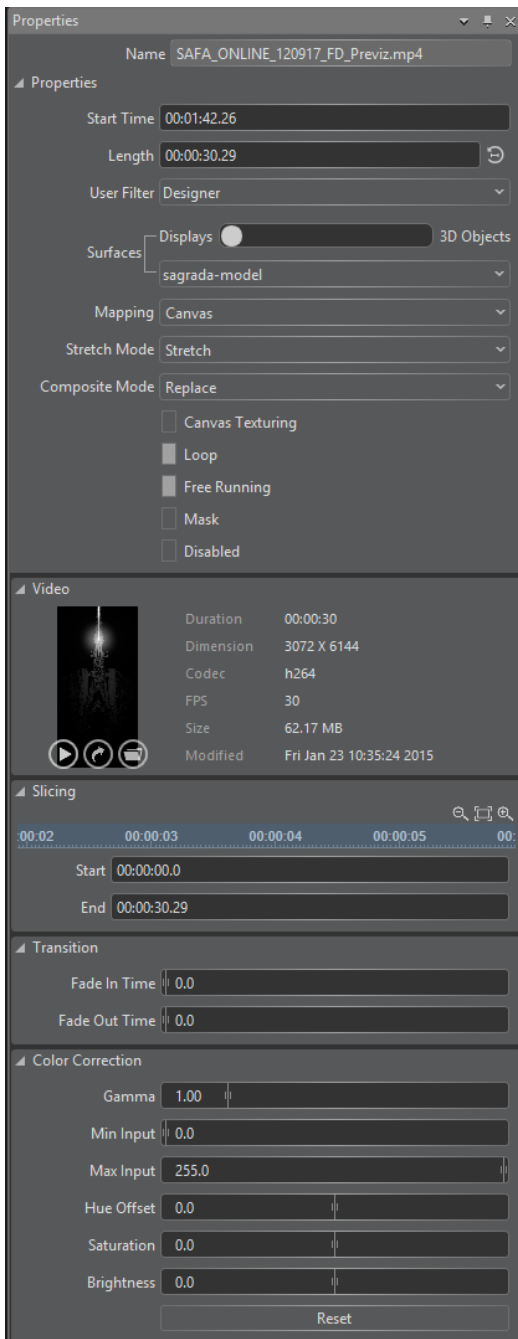 Properties
Name SAFA_ONLINE_120917_FD_Previz.mp4
Properties
Start Time 00:01:42.26
Length 00:00:30.29
User Filter Designer
Displays 3D Objects
Surfaces
sagrada-model
Mapping Canvas
Stretch Mode Stretch
Composite Mode Replace
Canvas Texturing
Loop
Free Running
Mask
Disabled
Video
Duration 00:00:30
Dimension 3072 X 6144
Codec h264
FPS 30
Size 62.17 MB
Modified Fri Jan 23 10:35:24 2015
Slicing
:00:02 00:00:03 00:00:04 00:00:05 00:
Start 00:00:00.0
End 00:00:30.29
Transition
Fade In Time 0.0
Fade Out Time 0.0
Color Correction
Gamma 1.00
Min Input 0.0
Max Input 255.0
Hue Offset 0.0
Saturation 0.0
Brightness 0.0
Reset